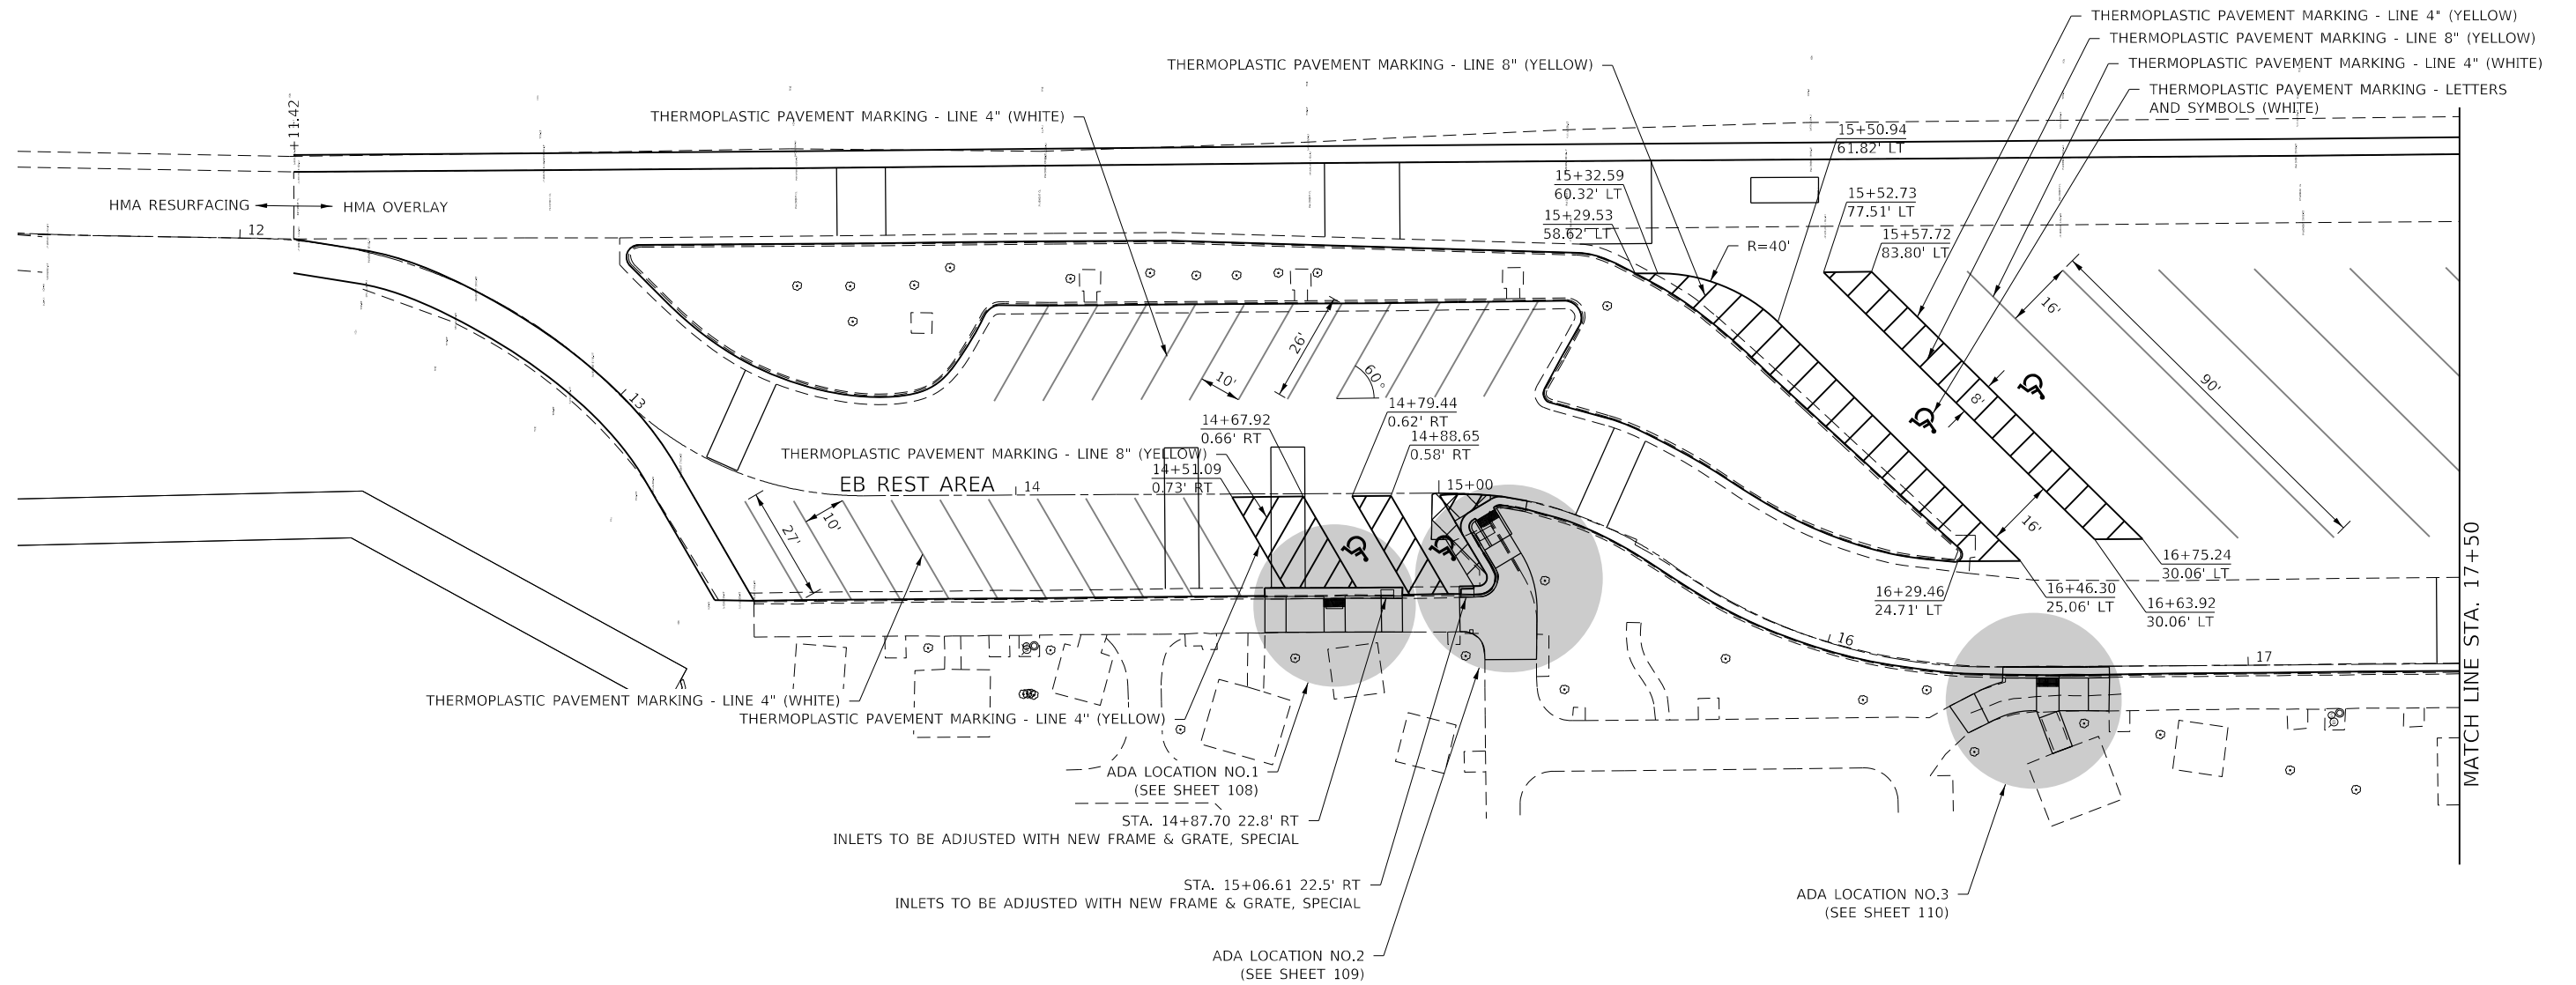 THERMOPLASTIC PAVEMENT MARKING - LINE 4" (YELLOW)
THERMOPLASTIC PAVEMENT MARKING - LINE 8" (YELLOW)
THERMOPLASTIC PAVEMENT MARKING - LINE 4" (WHITE)
THERMOPLASTIC PAVEMENT MARKING - LETTERS
AND SYMBOLS (WHITE)
THERMOPLASTIC PAVEMENT MARKING - LINE 8" (YELLOW)
THERMOPLASTIC PAVEMENT MARKING - LINE 4" (WHITE)
11.42'
15+50.94
61.82' LT
15+32.59
60.32' LT
15+29.53
58.62' LT
15+52.73
77.51' LT
15+57.72
83.80' LT
R=40'
HMA RESURFACING
HMA OVERLAY
12
13
26'
10'
60°
16'
90'
8'
16'
14+79.44
0.62' RT
14+67.92
0.66' RT
14+88.65
0.58' RT
THERMOPLASTIC PAVEMENT MARKING - LINE 8" (YELLOW)
14+51.09
0.73' RT
EB REST AREA
14
15+00
27'
10'
16+75.24
30.06' LT
16+29.46
24.71' LT
16+46.30
25.06' LT
16+63.92
30.06' LT
16
17
MATCH LINE STA. 17+50
THERMOPLASTIC PAVEMENT MARKING - LINE 4" (WHITE)
THERMOPLASTIC PAVEMENT MARKING - LINE 4" (YELLOW)
ADA LOCATION NO.1
(SEE SHEET 108)
STA. 14+87.70 22.8' RT
INLETS TO BE ADJUSTED WITH NEW FRAME & GRATE, SPECIAL
STA. 15+06.61 22.5' RT
INLETS TO BE ADJUSTED WITH NEW FRAME & GRATE, SPECIAL
ADA LOCATION NO.3
(SEE SHEET 110)
ADA LOCATION NO.2
(SEE SHEET 109)